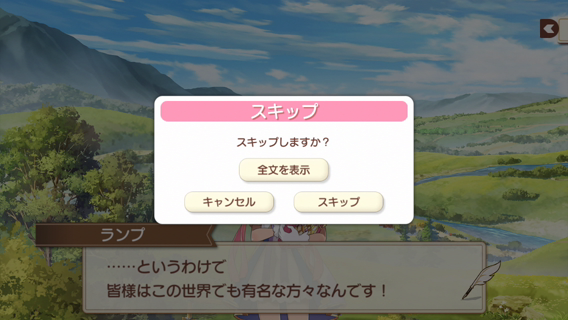 スキップ
スキップしますか？
全文を表示
キャンセル
スキップ
ランプ
……というわけで
皆様はこの世界でも有名な方々なんです！